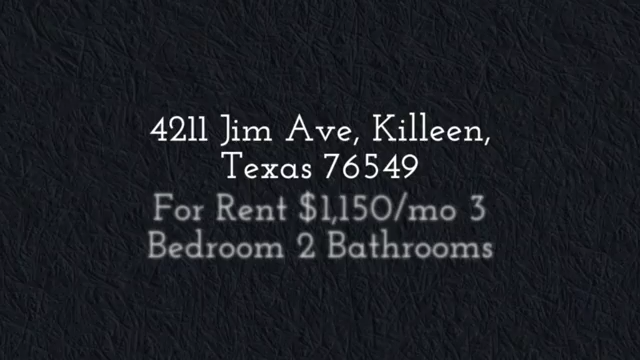 4211 Jim Ave, Killeen,
Texas 76549
For Rent $1,150/mo 3
Bedroom 2 Bathrooms